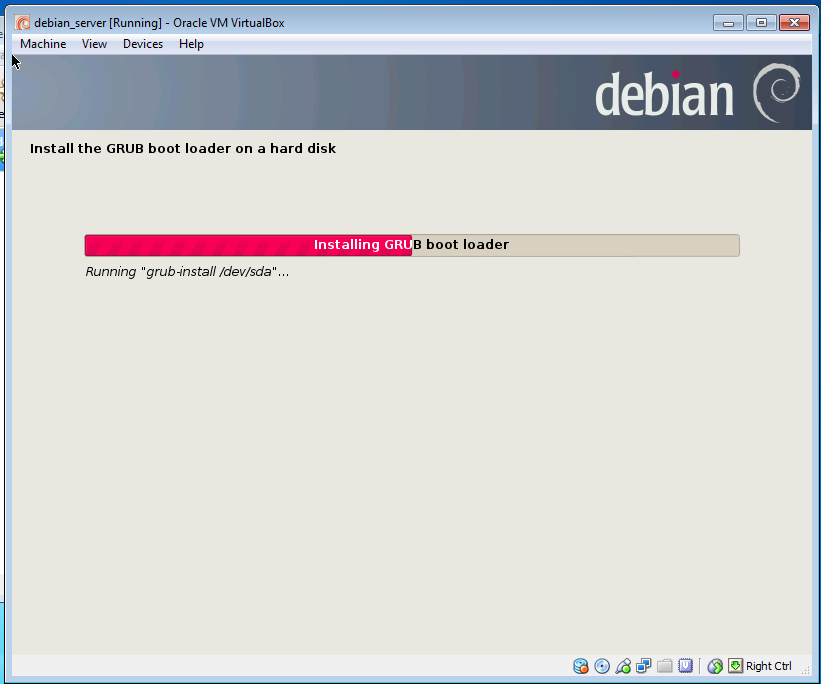 debian_server [Running] - Oracle VM VirtualBox
Machine View Devices Help
debian
Install the GRUB boot loader on a hard disk
Installing GRUB boot loader
Running "grub-install /dev/sda"...
Right Ctrl